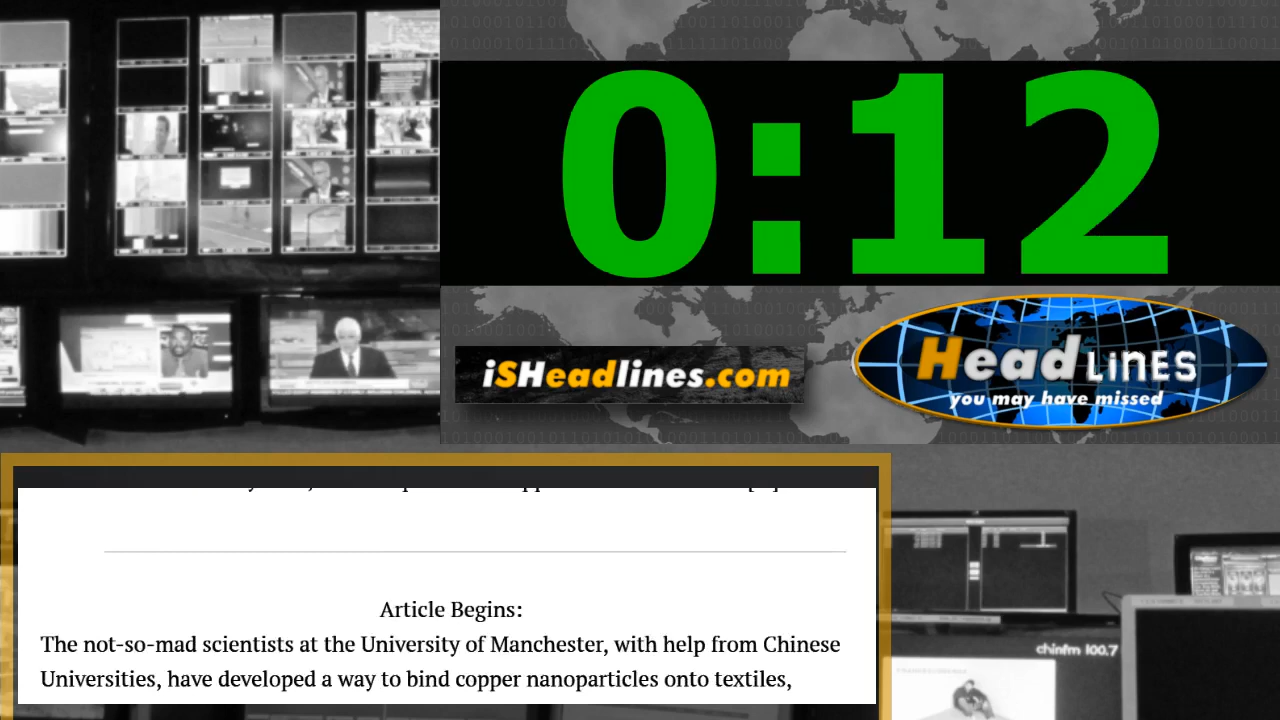 0:12
iSHeadlines.com
HeadLINES
you may have missed
Article Begins:
The not-so-mad scientists at the University of Manchester, with help from Chinese
Universities, have developed a way to bind copper nanoparticles onto textiles,
chinfm 100.7